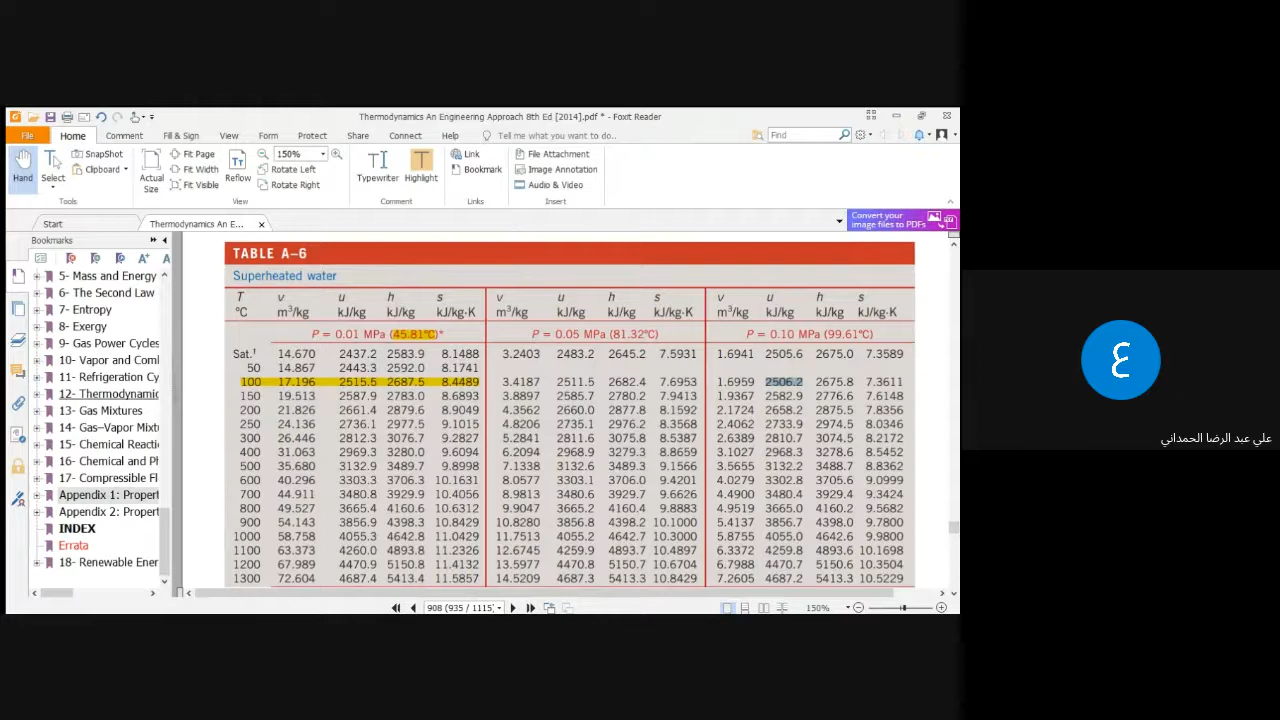 Thermodynamics An Engineering Approach 8th Ed [2014].pdf * - Foxit Reader
File Home Comment Fill & Sign View Form Protect Share Connect Help Tell me what you want to do.. Find
Hand
Select
SnapShot
Clipboard
Actual Size
Fit Page
Fit Width
Fit Visible
Reflow
150%
Rotate Left
Rotate Right
Typewriter
Highlight
Link
Bookmark
File Attachment
Image Annotation
Audio & Video
Tools View Comment Links Insert
Start Thermodynamics An E...
Convert your
image files to PDFs
Bookmarks
5- Mass and Energy
6- The Second Law
7- Entropy
8- Exergy
9- Gas Power Cycles
10- Vapor and Comb
11- Refrigeration Cy
12- Thermodynamic
13- Gas Mixtures
14- Gas–Vapor Mixtu
15- Chemical Reactio
16- Chemical and Ph
17- Compressible Fl
Appendix 1: Propert
Appendix 2: Propert
INDEX
Errata
18- Renewable Ener
TABLE A–6
Superheated water
T v u h s v u h s v u h s
°C m³/kg kJ/kg kJ/kg kJ/kg·K m³/kg kJ/kg kJ/kg kJ/kg·K m³/kg kJ/kg kJ/kg kJ/kg·K
P = 0.01 MPa (45.81°C)* P = 0.05 MPa (81.32°C) P = 0.10 MPa (99.61°C)
Sat.† 14.670 2437.2 2583.9 8.1488 3.2403 2483.2 2645.2 7.5931 1.6941 2505.6 2675.0 7.3589
50 14.867 2443.3 2592.0 8.1741
100 17.196 2515.5 2687.5 8.4489 3.4187 2511.5 2682.4 7.6953 1.6959 2506.2 2675.8 7.3611
150 19.513 2587.9 2783.0 8.6893 3.8897 2585.7 2780.2 7.9413 1.9367 2582.9 2776.6 7.6148
200 21.826 2661.4 2879.6 8.9049 4.3562 2660.0 2877.8 8.1592 2.1724 2658.2 2875.5 7.8356
250 24.136 2736.1 2977.5 9.1015 4.8206 2735.1 2976.2 8.3568 2.4062 2733.9 2974.5 8.0346
300 26.446 2812.3 3076.7 9.2827 5.2841 2811.6 3075.8 8.5387 2.6389 2810.7 3074.5 8.2172
400 31.063 2969.3 3280.0 9.6094 6.2094 2968.9 3279.3 8.8659 3.1027 2968.3 3278.6 8.5452
500 35.680 3132.9 3489.7 9.8998 7.1338 3132.6 3489.3 9.1566 3.5655 3132.2 3488.7 8.8362
600 40.296 3303.3 3706.3 10.1631 8.0577 3303.1 3706.0 9.4201 4.0279 3302.8 3705.6 9.0999
700 44.911 3480.8 3929.9 10.4056 8.9813 3480.6 3929.7 9.6626 4.4900 3480.4 3929.4 9.3424
800 49.527 3665.4 4160.6 10.6312 9.9047 3665.2 4160.4 9.8883 4.9519 3665.0 4160.2 9.5682
900 54.143 3856.9 4398.3 10.8429 10.8280 3856.8 4398.2 10.1000 5.4137 3856.7 4398.0 9.7800
1000 58.758 4055.3 4642.8 11.0429 11.7513 4055.2 4642.7 10.3000 5.8755 4055.0 4642.6 9.9800
1100 63.373 4260.0 4893.8 11.2326 12.6745 4259.9 4893.7 10.4897 6.3372 4259.8 4893.6 10.1698
1200 67.989 4470.9 5150.8 11.4132 13.5977 4470.8 5150.7 10.6704 6.7988 4470.7 5150.6 10.3504
1300 72.604 4687.4 5413.4 11.5857 14.5209 4687.3 5413.3 10.8429 7.2605 4687.2 5413.3 10.5229
908 (935 / 1115) 150%
ع
علي عبد الرضا الحمداني